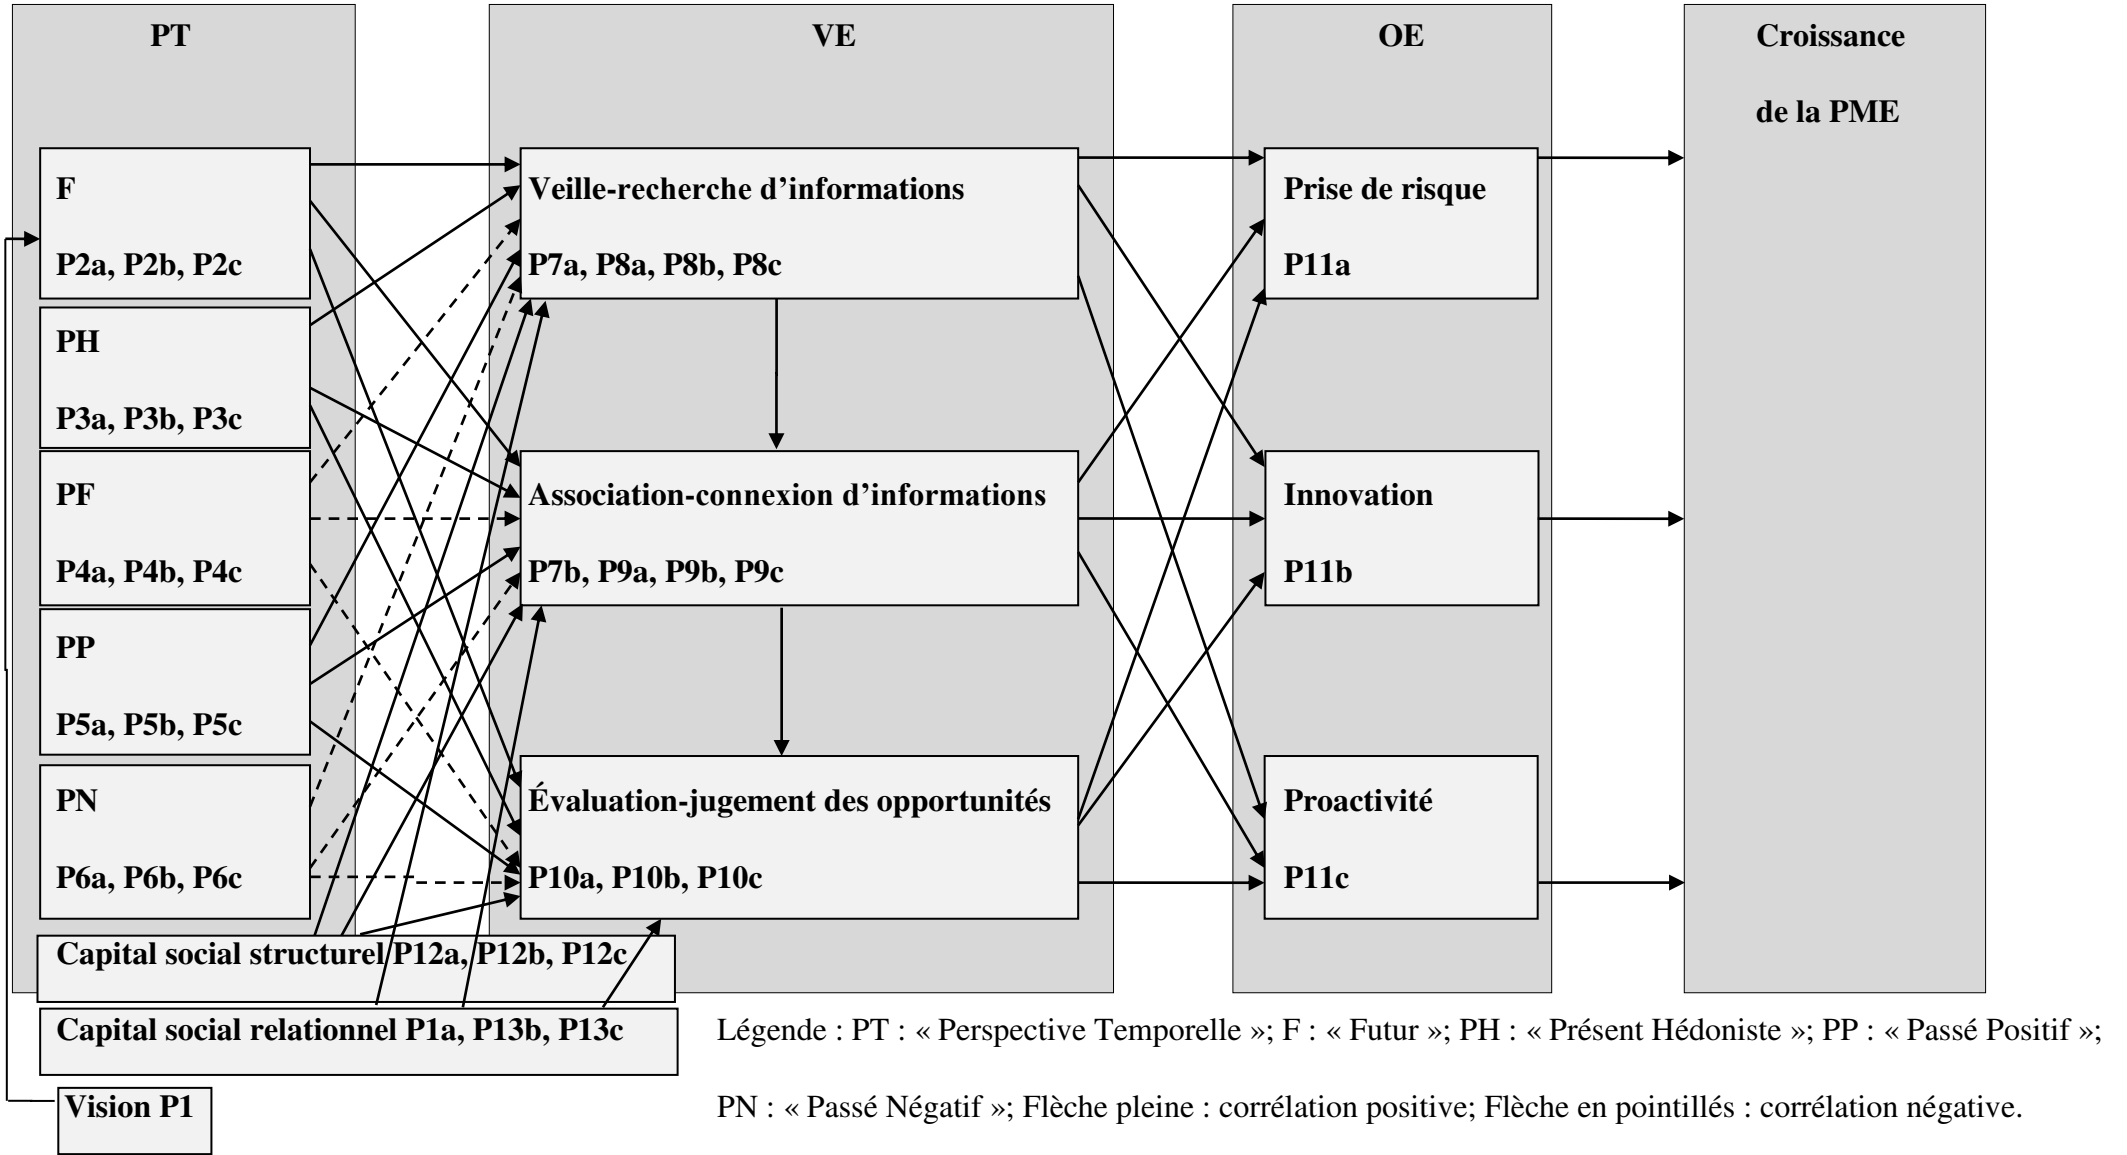 PT
VE
OE
Croissance
de la PME
F
P2a, P2b, P2c
PH
P3a, P3b, P3c
PF
P4a, P4b, P4c
PP
P5a, P5b, P5c
PN
P6a, P6b, P6c
Veille-recherche d’informations
P7a, P8a, P8b, P8c
Association-connexion d’informations
P7b, P9a, P9b, P9c
Évaluation-jugement des opportunités
P10a, P10b, P10c
Prise de risque
P11a
Innovation
P11b
Proactivité
P11c
Capital social structurel P12a, P12b, P12c
Capital social relationnel P1a, P13b, P13c
Vision P1
Légende : PT : « Perspective Temporelle »; F : « Futur »; PH : « Présent Hédoniste »; PP : « Passé Positif »;
PN : « Passé Négatif »; Flèche pleine : corrélation positive; Flèche en pointillés : corrélation négative.